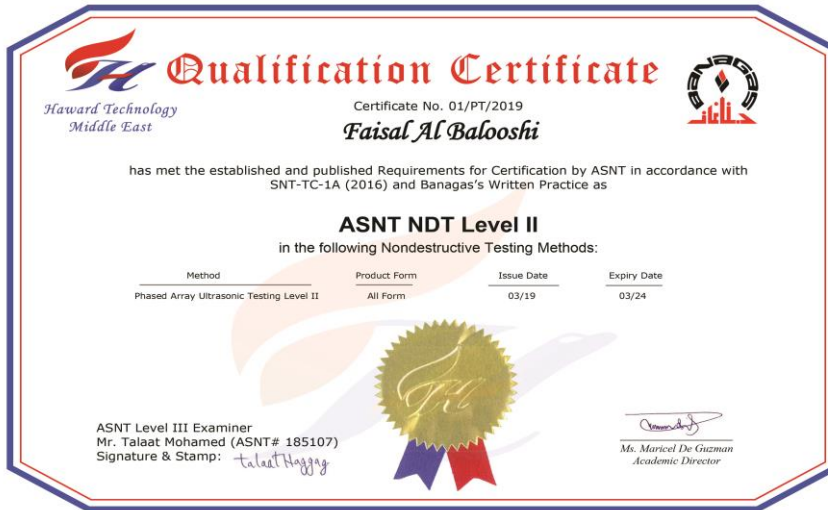 Qualification Certificate
Haward Technology
Middle East
BANAGAS
بناغاز
Certificate No. 01/PT/2019
Faisal Al Balooshi
has met the established and published Requirements for Certification by ASNT in accordance with
SNT-TC-1A (2016) and Banagas's Written Practice as
ASNT NDT Level II
in the following Nondestructive Testing Methods:
Method Product Form Issue Date Expiry Date
Phased Array Ultrasonic Testing Level II All Form 03/19 03/24
ASNT Level III Examiner
Mr. Talaat Mohamed (ASNT# 185107)
Signature & Stamp: talaat Haggag
Ms. Maricel De Guzman
Academic Director